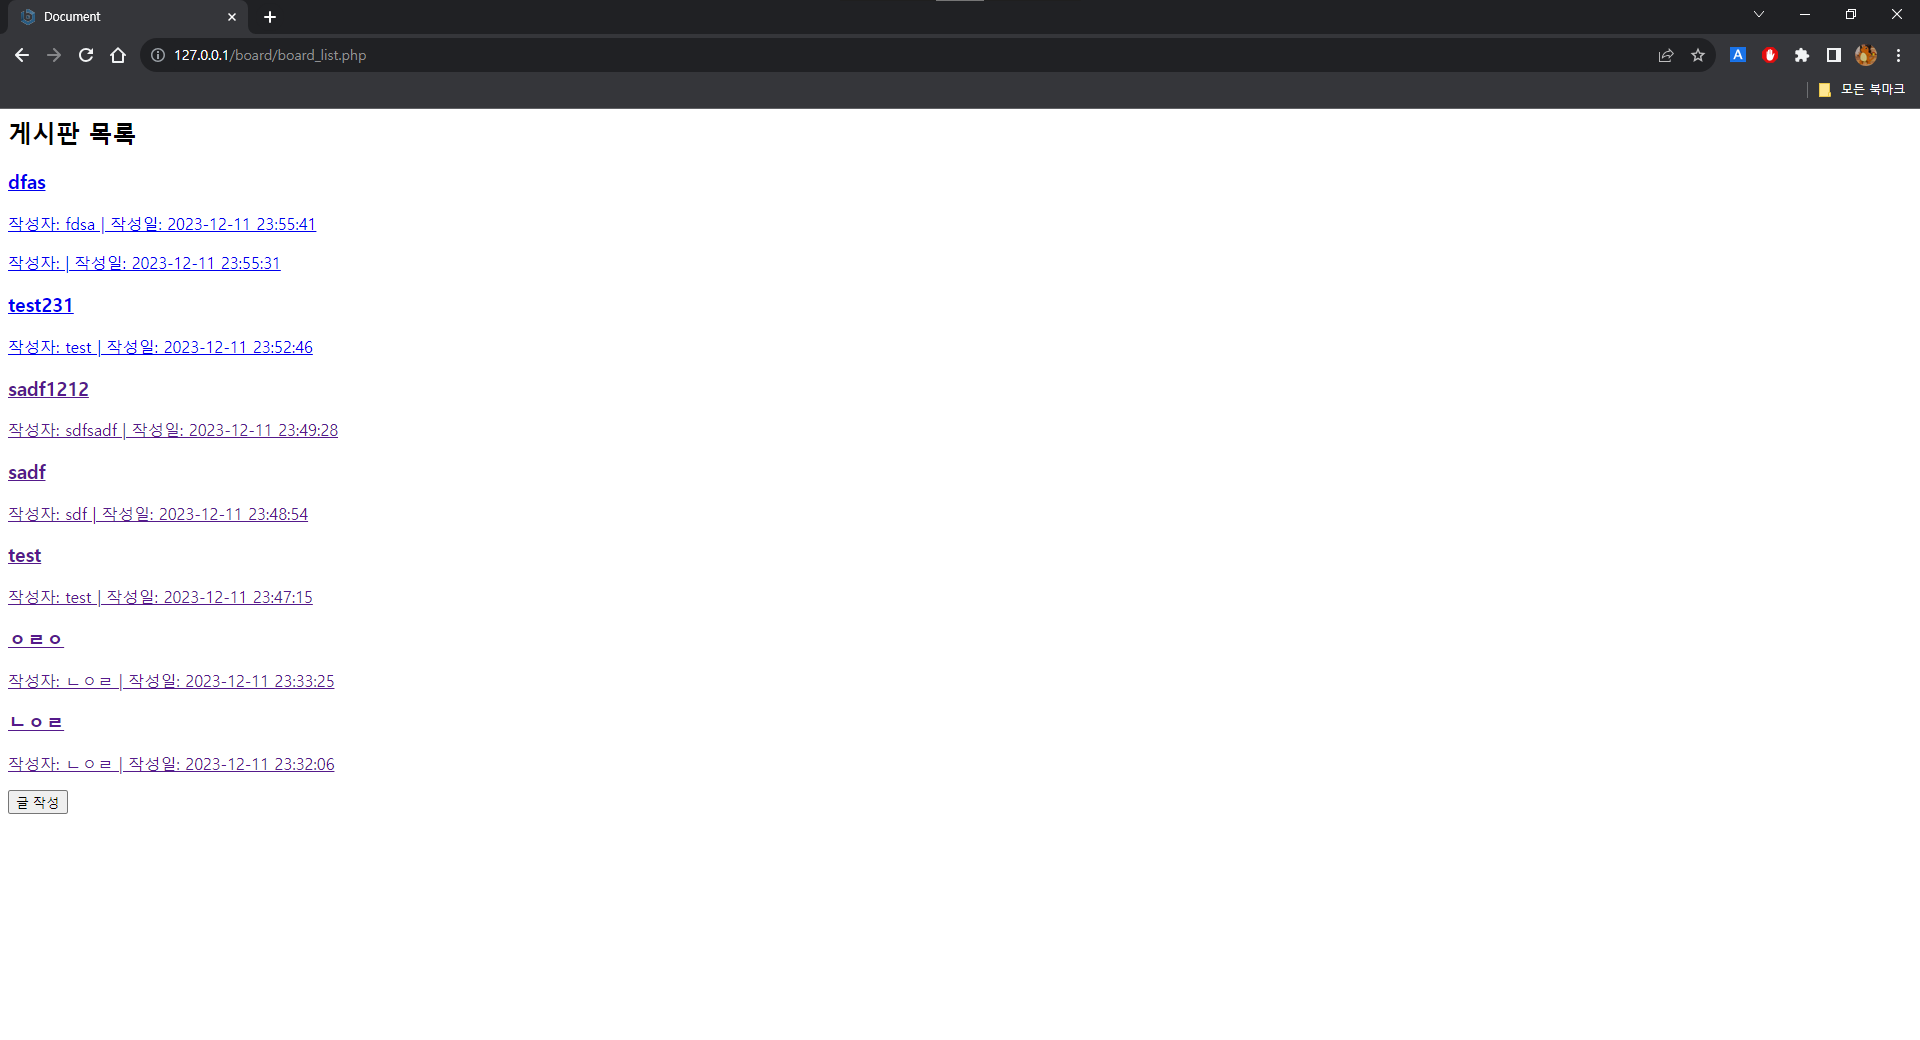 Document
127.0.0.1/board/board_list.php
모든 북마크
게시판 목록
dfas
작성자: fdsa | 작성일: 2023-12-11 23:55:41
작성자: | 작성일: 2023-12-11 23:55:31
test231
작성자: test | 작성일: 2023-12-11 23:52:46
sadf1212
작성자: sdfsadf | 작성일: 2023-12-11 23:49:28
sadf
작성자: sdf | 작성일: 2023-12-11 23:48:54
test
작성자: test | 작성일: 2023-12-11 23:47:15
ㅇㄹㅇ
작성자: ㄴㅇㄹ | 작성일: 2023-12-11 23:33:25
ㄴㅇㄹ
작성자: ㄴㅇㄹ | 작성일: 2023-12-11 23:32:06
글 작성